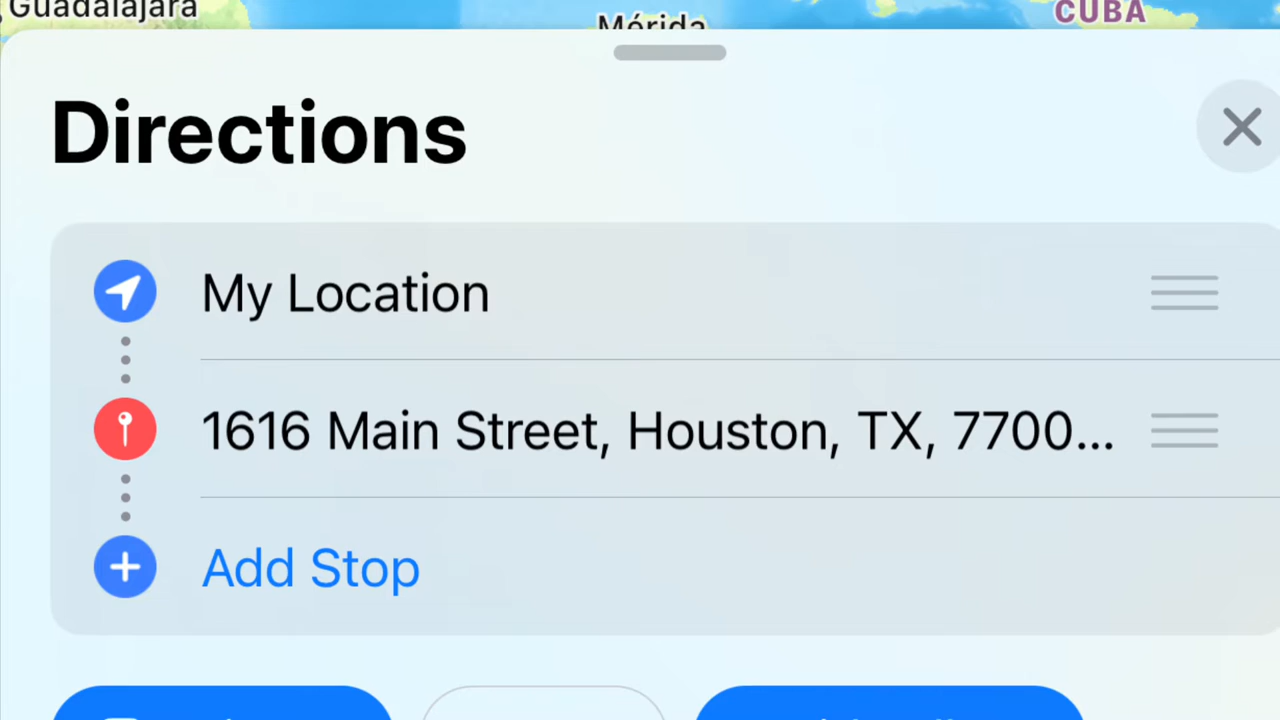 Guadalajara
Mérida
CUBA
Directions
My Location
1616 Main Street, Houston, TX, 7700...
Add Stop